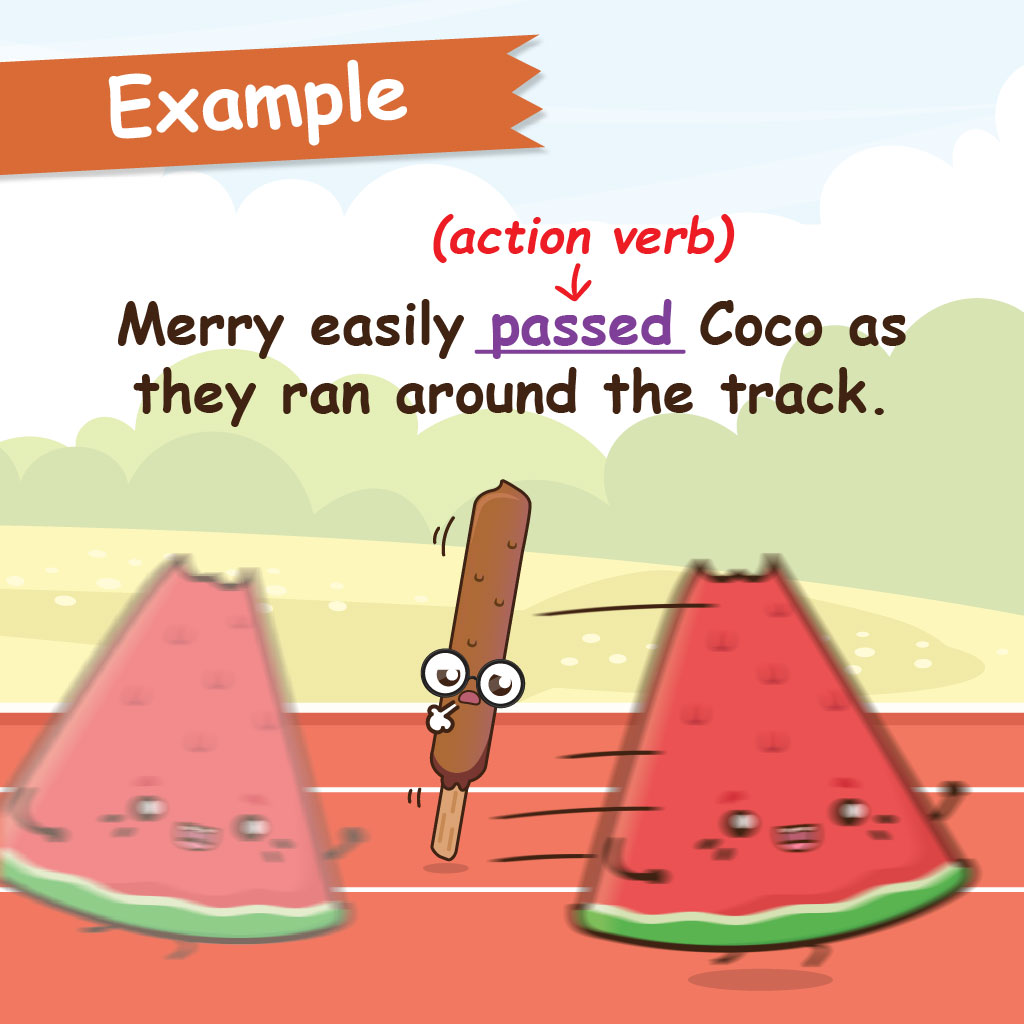 Example
(action verb)
Merry easily passed Coco as
they ran around the track.